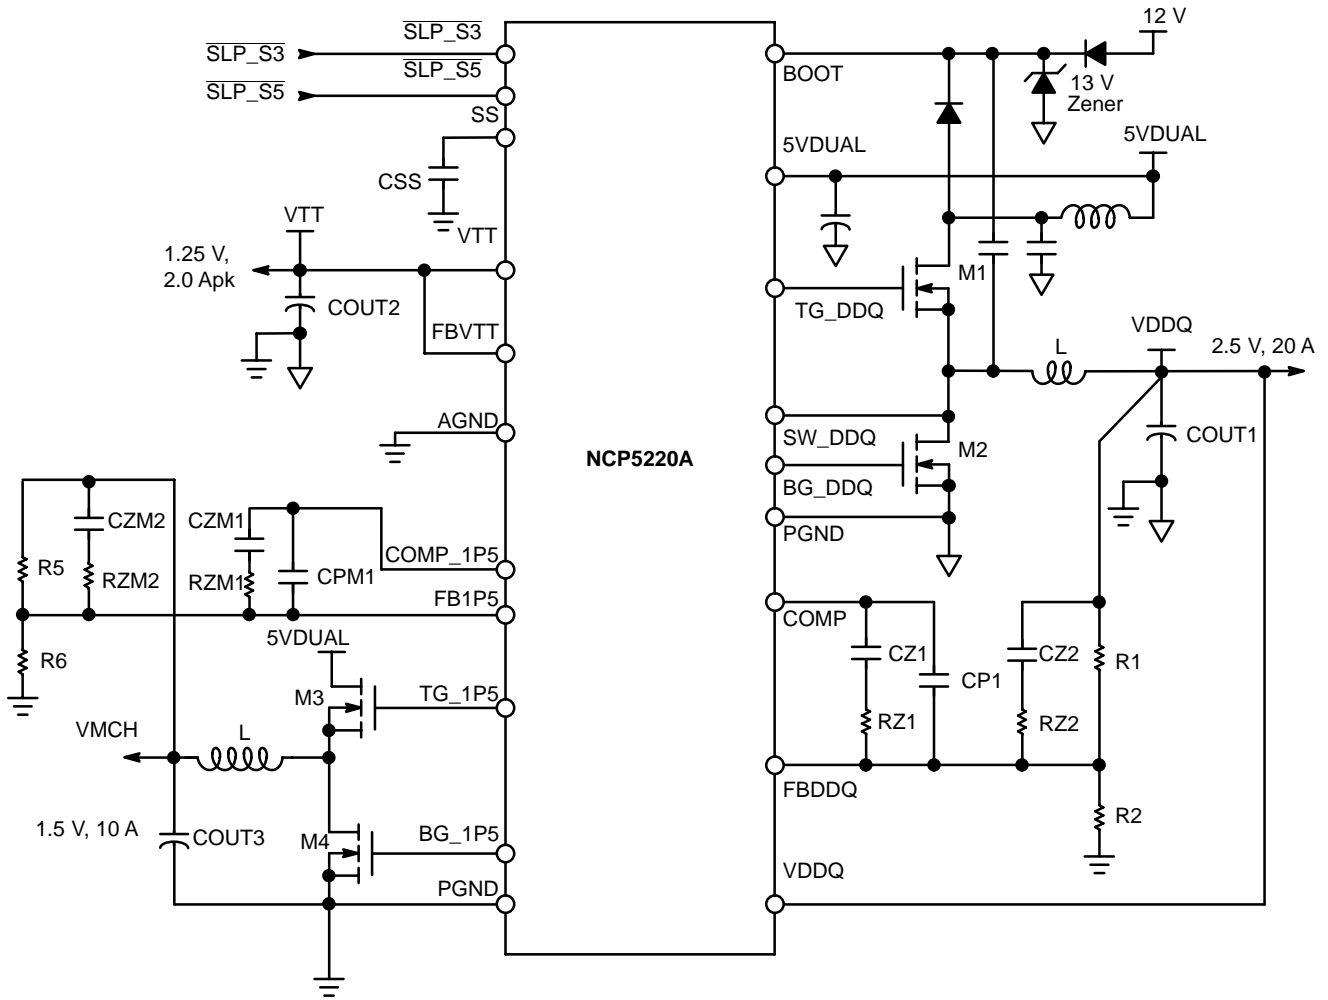 SLP_S3
SLP_S3
SLP_S5
SLP_S5
SS
CSS
VTT
VTT
1.25 V,
2.0 Apk
COUT2
FBVTT
AGND
CZM2
CZM1
R5
RZM2
RZM1
CPM1
COMP_1P5
FB1P5
R6
5VDUAL
M3
TG_1P5
VMCH
L
1.5 V, 10 A
COUT3
M4
BG_1P5
PGND
NCP5220A
12 V
BOOT
13 V
Zener
5VDUAL
5VDUAL
M1
TG_DDQ
VDDQ
L
2.5 V, 20 A
SW_DDQ
M2
COUT1
BG_DDQ
PGND
COMP
CZ1
CP1
CZ2
R1
RZ1
RZ2
FBDDQ
R2
VDDQ